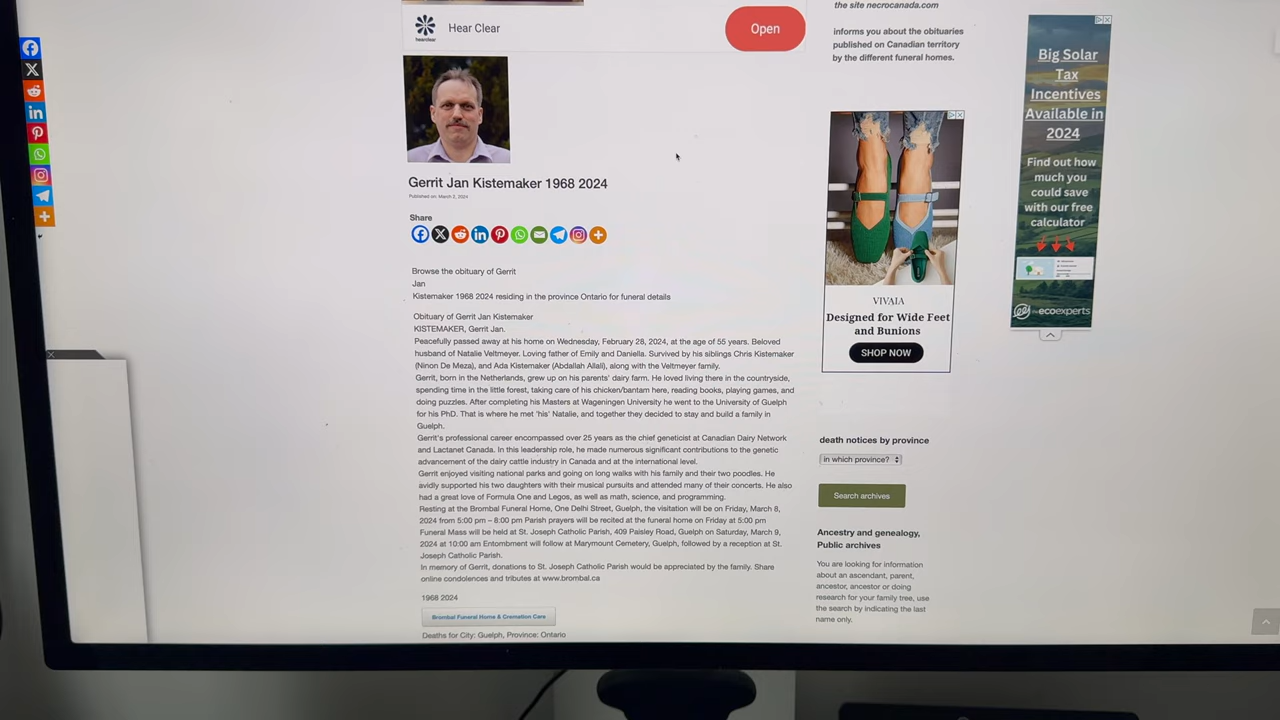 the site necrocanada.com
hearclear
Hear Clear
Open
informs you about the obituaries
published on Canadian territory
by the different funeral homes.
Big Solar
Tax
Incentives
Available in
2024
Find out how
much you
could save
with our free
calculator
the ecoexperts
Gerrit Jan Kistemaker 1968 2024
Published on: March 2, 2024
Share
Browse the obituary of Gerrit
Jan
Kistemaker 1968 2024 residing in the province Ontario for funeral details
Obituary of Gerrit Jan Kistemaker
KISTEMAKER, Gerrit Jan.
Peacefully passed away at his home on Wednesday, February 28, 2024, at the age of 55 years. Beloved
husband of Natalie Veltmeyer. Loving father of Emily and Daniella. Survived by his siblings Chris Kistemaker
(Ninon De Meza), and Ada Kistemaker (Abdallah Allali), along with the Veltmeyer family.
Gerrit, born in the Netherlands, grew up on his parents' dairy farm. He loved living there in the countryside,
spending time in the little forest, taking care of his chicken/bantam here, reading books, playing games, and
doing puzzles. After completing his Masters at Wageningen University he went to the University of Guelph
for his PhD. That is where he met 'his' Natalie, and together they decided to stay and build a family in
Guelph.
Gerrit's professional career encompassed over 25 years as the chief geneticist at Canadian Dairy Network
and Lactanet Canada. In this leadership role, he made numerous significant contributions to the genetic
advancement of the dairy cattle industry in Canada and at the international level.
Gerrit enjoyed visiting national parks and going on long walks with his family and their two poodles. He
avidly supported his two daughters with their musical pursuits and attended many of their concerts. He also
had a great love of Formula One and Legos, as well as math, science, and programming.
Resting at the Brombal Funeral Home, One Delhi Street, Guelph, the visitation will be on Friday, March 8,
2024 from 5:00 pm – 8:00 pm Parish prayers will be recited at the funeral home on Friday at 5:00 pm
Funeral Mass will be held at St. Joseph Catholic Parish, 409 Paisley Road, Guelph on Saturday, March 9,
2024 at 10:00 am Entombment will follow at Marymount Cemetery, Guelph, followed by a reception at St.
Joseph Catholic Parish.
In memory of Gerrit, donations to St. Joseph Catholic Parish would be appreciated by the family. Share
online condolences and tributes at www.brombal.ca
1968 2024
Brombal Funeral Home & Cremation Care
Deaths for City: Guelph, Province: Ontario
VIVAIA
Designed for Wide Feet
and Bunions
SHOP NOW
death notices by province
in which province?
Search archives
Ancestry and genealogy,
Public archives
You are looking for information
about an ascendant, parent,
ancestor, ancestor or doing
research for your family tree, use
the search by indicating the last
name only.